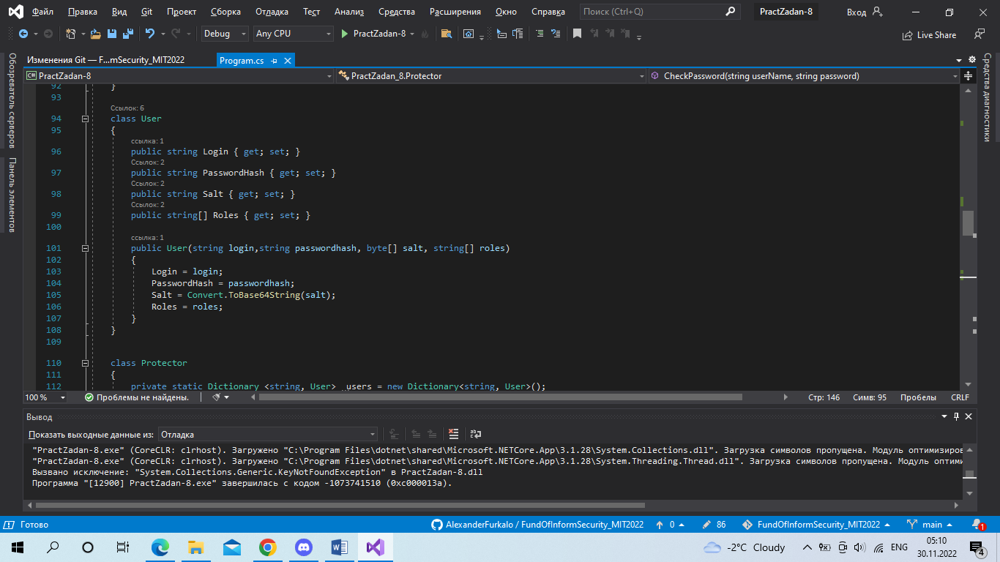 Файл Правка Вид Git Проект Сборка Отладка Тест Анализ Средства Расширения Окно Справка Поиск (Ctrl+Q) PractZadan-8 Вход
Debug Any CPU PractZadan-8 Live Share
Обозреватель серверов
Панель элементов
Изменения Git — F...mSecurity_MIT2022 Program.cs
Средства диагностики
C# PractZadan-8 PractZadan_8.Protector CheckPassword(string userName, string password)
92 }
93
Ссылок: 6
94 class User
95 {
ссылка: 1
96 public string Login { get; set; }
Ссылок: 2
97 public string PasswordHash { get; set; }
Ссылок: 2
98 public string Salt { get; set; }
Ссылок: 2
99 public string[] Roles { get; set; }
100
ссылка: 1
101 public User(string login,string passwordhash, byte[] salt, string[] roles)
102 {
103 Login = login;
104 PasswordHash = passwordhash;
105 Salt = Convert.ToBase64String(salt);
106 Roles = roles;
107 }
108 }
109
110 class Protector
111 {
112 private static Dictionary <string, User> _users = new Dictionary<string, User>();
100 % Проблемы не найдены. Стр: 146 Симв: 95 Пробелы CRLF
Вывод
Показать выходные данные из: Отладка
"PractZadan-8.exe" (CoreCLR: clrhost). Загружено "C:\Program Files\dotnet\shared\Microsoft.NETCore.App\3.1.28\System.Collections.dll". Загрузка символов пропущена. Модуль оптимизиров
"PractZadan-8.exe" (CoreCLR: clrhost). Загружено "C:\Program Files\dotnet\shared\Microsoft.NETCore.App\3.1.28\System.Threading.Thread.dll". Загрузка символов пропущена. Модуль оптими
Вызвано исключение: "System.Collections.Generic.KeyNotFoundException" в PractZadan-8.dll
Программа "[12900] PractZadan-8.exe" завершилась с кодом -1073741510 (0xc000013a).
Готово AlexanderFurkalo / FundOfInformSecurity_MIT2022 0 86 FundOfInformSecurity_MIT2022 main 1
-2°C Cloudy ENG 05:10
30.11.2022 4